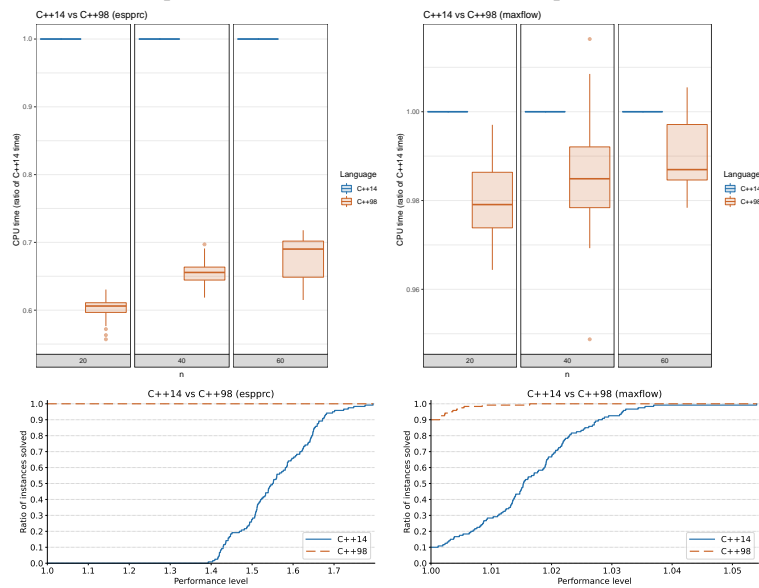 C++14 vs C++98 (espprc)
CPU time (ratio of C++14 time)
1.0
0.9
0.8
0.7
0.6
20
40
60
n
Language
C++14
C++98
C++14 vs C++98 (maxflow)
CPU time (ratio of C++14 time)
1.00
0.98
0.96
20
40
60
n
Language
C++14
C++98
C++14 vs C++98 (espprc)
Ratio of instances solved
1.0
0.9
0.8
0.7
0.6
0.5
0.4
0.3
0.2
0.1
0.0
1.0 1.1 1.2 1.3 1.4 1.5 1.6 1.7
Performance level
C++14
C++98
C++14 vs C++98 (maxflow)
Ratio of instances solved
1.0
0.9
0.8
0.7
0.6
0.5
0.4
0.3
0.2
0.1
0.0
1.00 1.01 1.02 1.03 1.04 1.05
Performance level
C++14
C++98